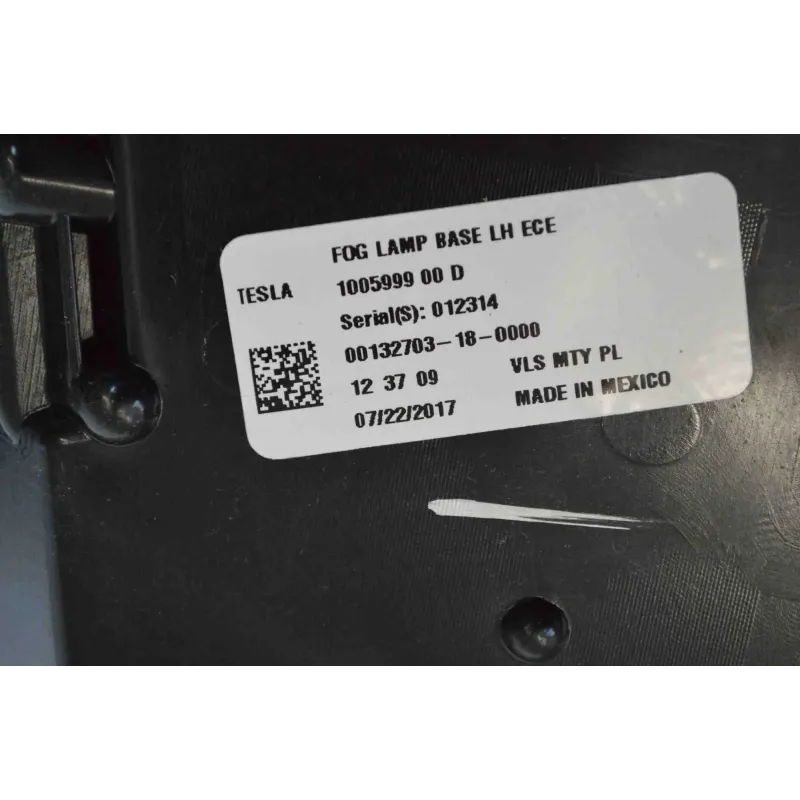 FOG LAMP BASE LH ECE
TESLA 1005999 00 D
Serial(S): 012314
00132703-18-0000
12 37 09 VLS MTY PL
07/22/2017 MADE IN MEXICO